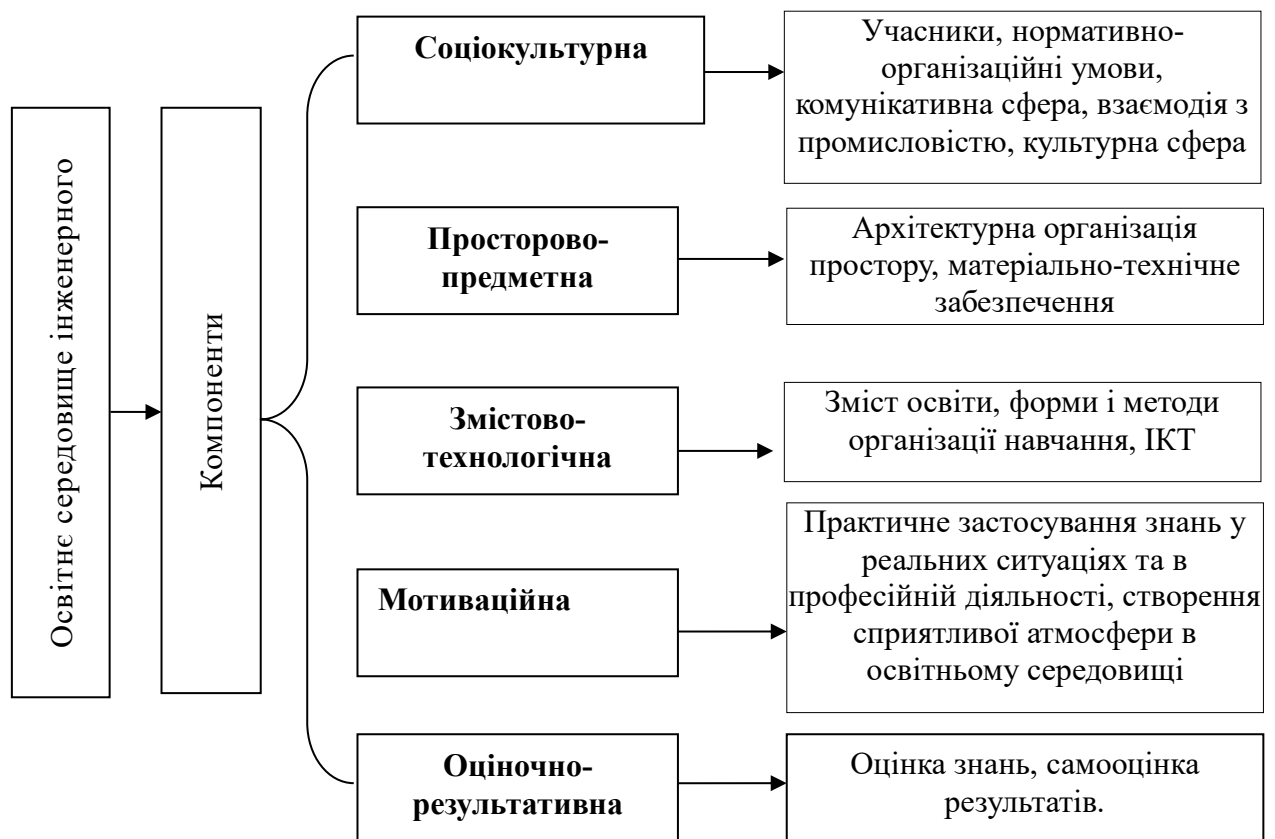 Освітнє середовище інженерного
Компоненти
Соціокультурна
Учасники, нормативно-
організаційні умови,
комунікативна сфера, взаємодія з
промисловістю, культурна сфера
Просторово-
предметна
Архітектурна організація
простору, матеріально-технічне
забезпечення
Змістово-
технологічна
Зміст освіти, форми і методи
організації навчання, ІКТ
Мотиваційна
Практичне застосування знань у
реальних ситуаціях та в
професійній діяльності, створення
сприятливої атмосфери в
освітньому середовищі
Оціночно-
результативна
Оцінка знань, самооцінка
результатів.